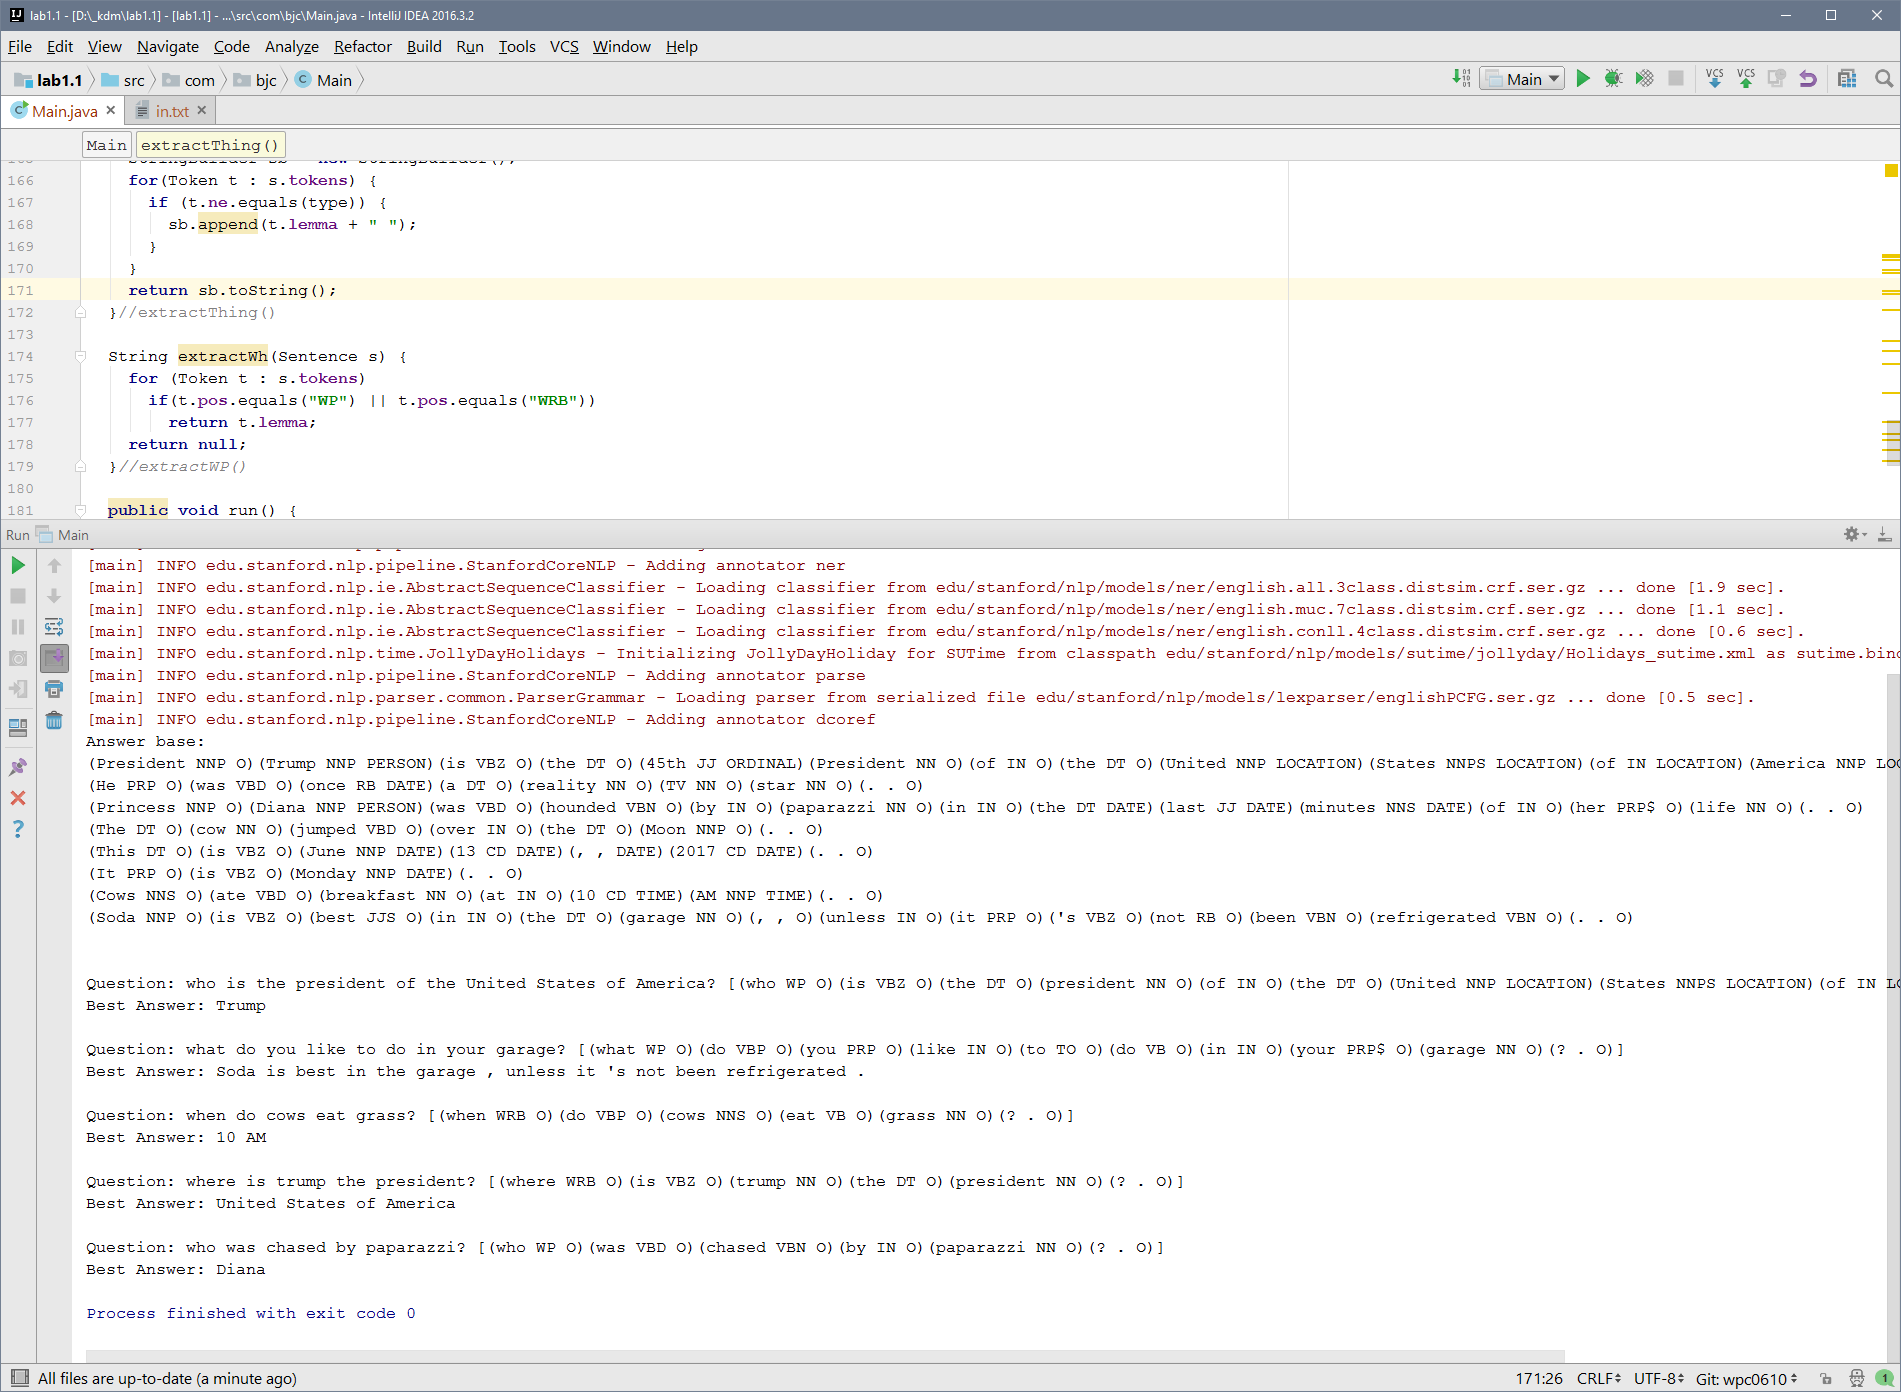 lab1.1 - [D:\_kdm\lab1.1] - [lab1.1] - ...\src\com\bjc\Main.java - IntelliJ IDEA 2016.3.2
File Edit View Navigate Code Analyze Refactor Build Run Tools VCS Window Help
lab1.1 src com bjc Main Main VCS VCS
Main.java in.txt
Main extractThing()
166 for(Token t : s.tokens) {
167 if (t.ne.equals(type)) {
168 sb.append(t.lemma + " ");
169 }
170 }
171 return sb.toString();
172 }//extractThing()
173
174 String extractWh(Sentence s) {
175 for (Token t : s.tokens)
176 if(t.pos.equals("WP") || t.pos.equals("WRB"))
177 return t.lemma;
178 return null;
179 }//extractWP()
180
181 public void run() {
Run Main
[main] INFO edu.stanford.nlp.pipeline.StanfordCoreNLP - Adding annotator ner
[main] INFO edu.stanford.nlp.ie.AbstractSequenceClassifier - Loading classifier from edu/stanford/nlp/models/ner/english.all.3class.distsim.crf.ser.gz ... done [1.9 sec].
[main] INFO edu.stanford.nlp.ie.AbstractSequenceClassifier - Loading classifier from edu/stanford/nlp/models/ner/english.muc.7class.distsim.crf.ser.gz ... done [1.1 sec].
[main] INFO edu.stanford.nlp.ie.AbstractSequenceClassifier - Loading classifier from edu/stanford/nlp/models/ner/english.conll.4class.distsim.crf.ser.gz ... done [0.6 sec].
[main] INFO edu.stanford.nlp.time.JollyDayHolidays - Initializing JollyDayHoliday for SUTime from classpath edu/stanford/nlp/models/sutime/jollyday/Holidays_sutime.xml as sutime.bin
[main] INFO edu.stanford.nlp.pipeline.StanfordCoreNLP - Adding annotator parse
[main] INFO edu.stanford.nlp.parser.common.ParserGrammar - Loading parser from serialized file edu/stanford/nlp/models/lexparser/englishPCFG.ser.gz ... done [0.5 sec].
[main] INFO edu.stanford.nlp.pipeline.StanfordCoreNLP - Adding annotator dcoref
Answer base:
(President NNP O)(Trump NNP PERSON)(is VBZ O)(the DT O)(45th JJ ORDINAL)(President NN O)(of IN O)(the DT O)(United NNP LOCATION)(States NNPS LOCATION)(of IN LOCATION)(America NNP LOC
(He PRP O)(was VBD O)(once RB DATE)(a DT O)(reality NN O)(TV NN O)(star NN O)(. . O)
(Princess NNP O)(Diana NNP PERSON)(was VBD O)(hounded VBN O)(by IN O)(paparazzi NN O)(in IN O)(the DT DATE)(last JJ DATE)(minutes NNS DATE)(of IN O)(her PRP$ O)(life NN O)(. . O)
(The DT O)(cow NN O)(jumped VBD O)(over IN O)(the DT O)(Moon NNP O)(. . O)
(This DT O)(is VBZ O)(June NNP DATE)(13 CD DATE)(, , DATE)(2017 CD DATE)(. . O)
(It PRP O)(is VBZ O)(Monday NNP DATE)(. . O)
(Cows NNS O)(ate VBD O)(breakfast NN O)(at IN O)(10 CD TIME)(AM NNP TIME)(. . O)
(Soda NNP O)(is VBZ O)(best JJS O)(in IN O)(the DT O)(garage NN O)(, , O)(unless IN O)(it PRP O)('s VBZ O)(not RB O)(been VBN O)(refrigerated VBN O)(. . O)
Question: who is the president of the United States of America? [(who WP O)(is VBZ O)(the DT O)(president NN O)(of IN O)(the DT O)(United NNP LOCATION)(States NNPS LOCATION)(of IN LO
Best Answer: Trump
Question: what do you like to do in your garage? [(what WP O)(do VBP O)(you PRP O)(like IN O)(to TO O)(do VB O)(in IN O)(your PRP$ O)(garage NN O)(? . O)]
Best Answer: Soda is best in the garage , unless it 's not been refrigerated .
Question: when do cows eat grass? [(when WRB O)(do VBP O)(cows NNS O)(eat VB O)(grass NN O)(? . O)]
Best Answer: 10 AM
Question: where is trump the president? [(where WRB O)(is VBZ O)(trump NN O)(the DT O)(president NN O)(? . O)]
Best Answer: United States of America
Question: who was chased by paparazzi? [(who WP O)(was VBD O)(chased VBN O)(by IN O)(paparazzi NN O)(? . O)]
Best Answer: Diana
Process finished with exit code 0
All files are up-to-date (a minute ago) 171:26 CRLF UTF-8 Git: wpc0610 1